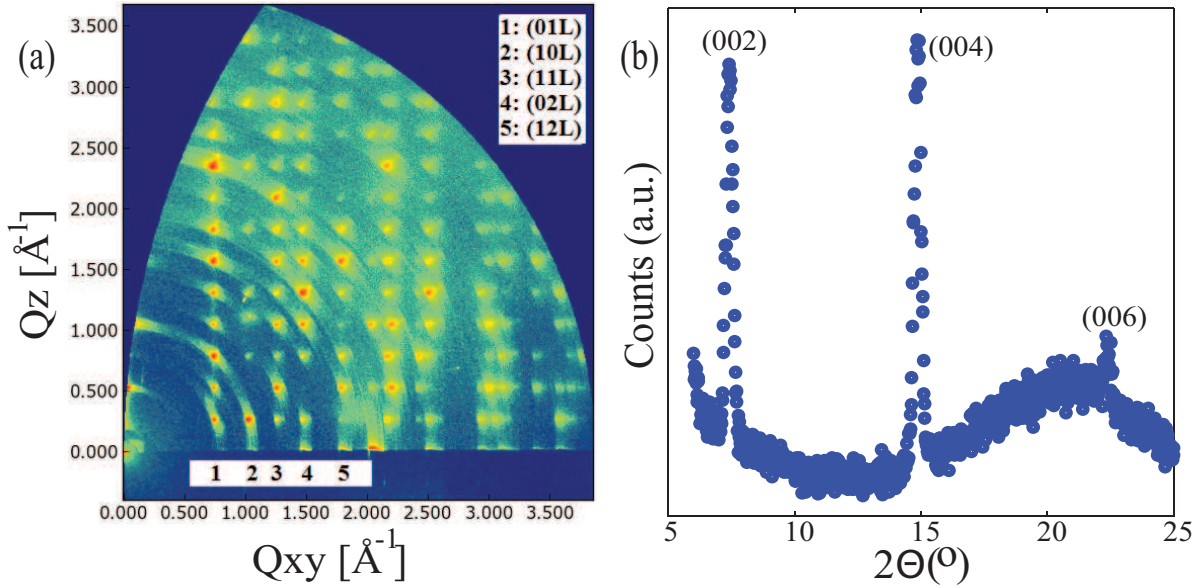 (a)
1: (01L)
2: (10L)
3: (11L)
4: (02L)
5: (12L)
3.500
3.000
2.500
2.000
1.500
1.000
0.500
0.000
Qz [Å⁻¹]
1 2 3 4 5
0.000 0.500 1.000 1.500 2.000 2.500 3.000 3.500
Qxy [Å⁻¹]
(b)
(002)
(004)
(006)
Counts (a.u.)
5 10 15 20 25
2Θ(º)